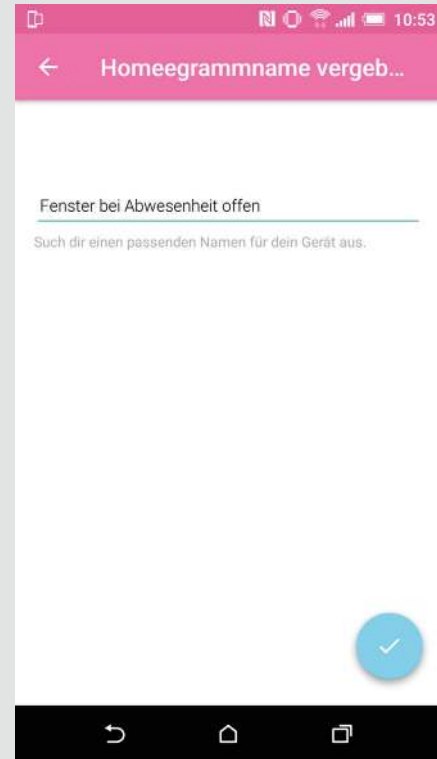 10:53
Homeegrammname vergeb...
Fenster bei Abwesenheit offen
Such dir einen passenden Namen für dein Gerät aus.